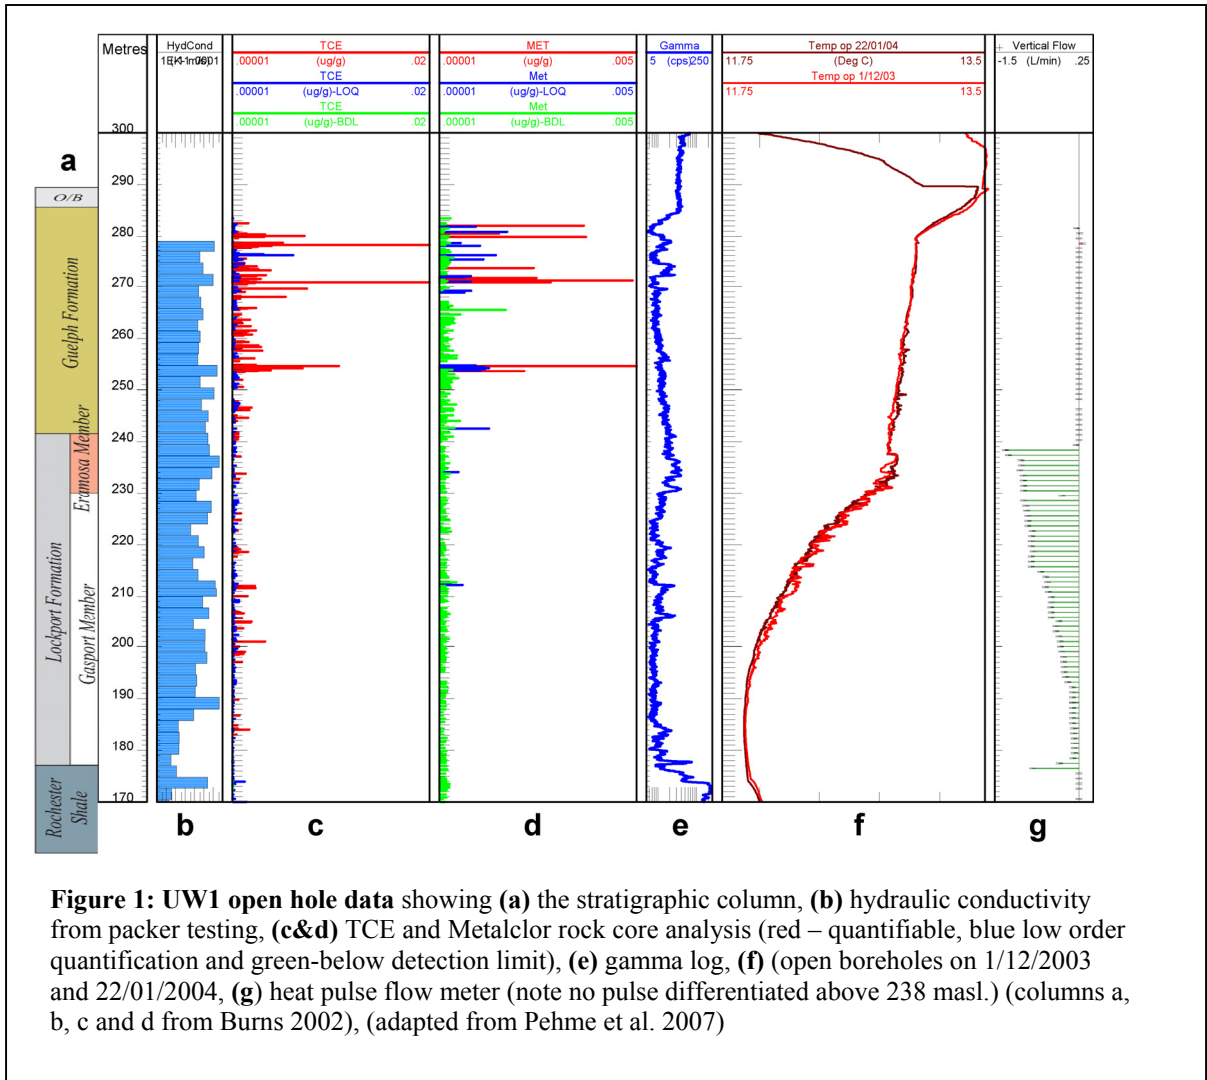 Metres
HydCond
TCE
MET
Gamma
Temp op 22/01/04
Vertical Flow
.00001 (ug/g) .02
.00001 (ug/g) .005
5 (cps)250
11.75 (Deg C) 13.5
-1.5 (L/min) .25
TCE
Met
Temp op 1/12/03
.00001 (ug/g)-LOQ .02
.00001 (ug/g)-LOQ .005
11.75 13.5
TCE
Met
.00001 (ug/g)-BDL .02
.00001 (ug/g)-BDL .005
300
a
290
O/B
280
270
260
250
240
230
220
210
200
190
180
170
Guelph Formation
Eramosa Member
Lockport Formation
Gasport Member
Rochester
Shale
b
c
d
e
f
g
Figure 1: UW1 open hole data showing (a) the stratigraphic column, (b) hydraulic conductivity
from packer testing, (c&d) TCE and Metalclor rock core analysis (red – quantifiable, blue low order
quantification and green-below detection limit), (e) gamma log, (f) (open boreholes on 1/12/2003
and 22/01/2004, (g) heat pulse flow meter (note no pulse differentiated above 238 masl.) (columns a,
b, c and d from Burns 2002), (adapted from Pehme et al. 2007)